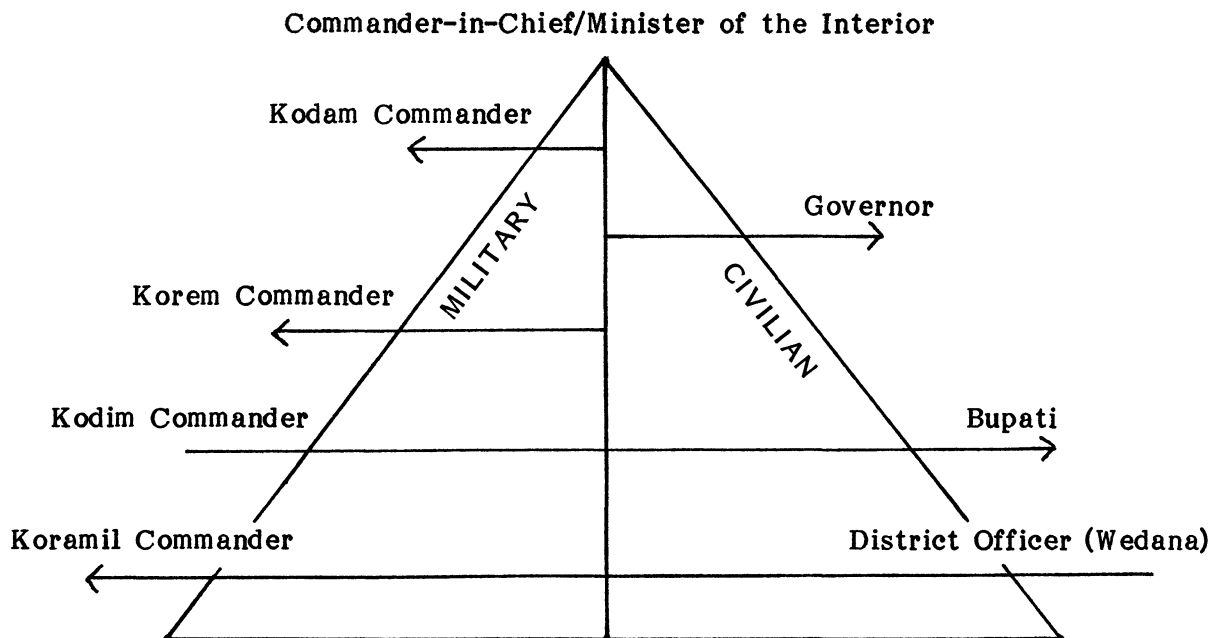 Commander-in-Chief/Minister of the Interior
Kodam Commander
Governor
MILITARY
CIVILIAN
Korem Commander
Kodim Commander
Bupati
Koramil Commander
District Officer (Wedana)